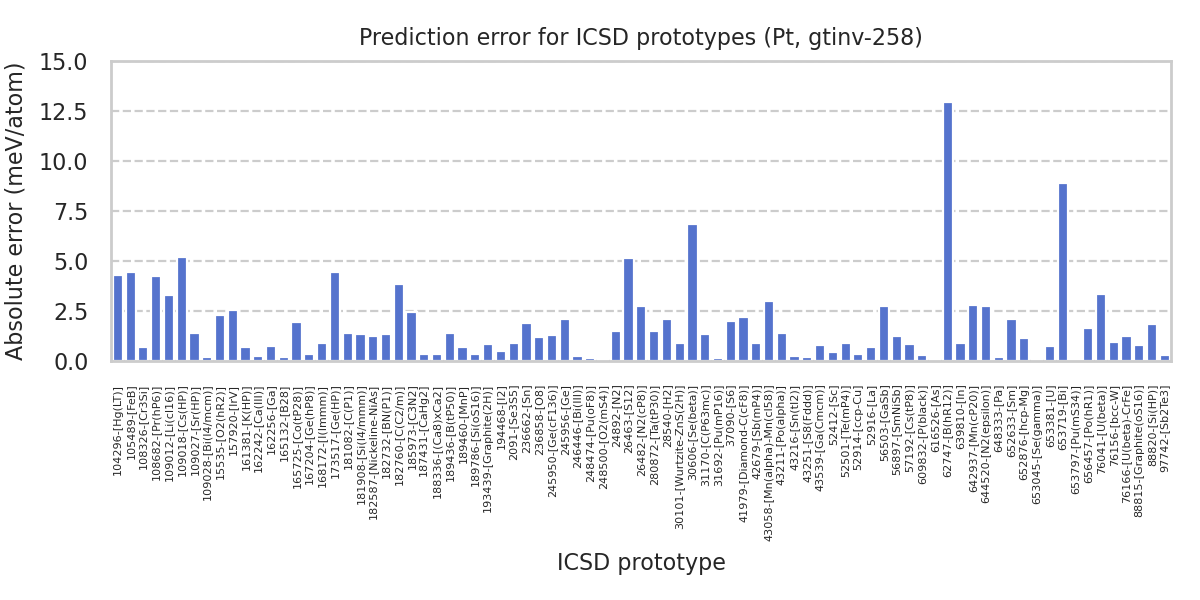 Prediction error for ICSD prototypes (Pt, gtinv-258)
Absolute error (meV/atom)
15.0
12.5
10.0
7.5
5.0
2.5
0.0
104296-[Hg(LT)]
105489-[FeB]
108326-[Cr3Si]
108682-[Pr(hP6)]
109012-[Li(cI16)]
109018-[Cs(HP)]
109027-[Sr(HP)]
109028-[Bi(I4/mcm)]
15535-[O2(hR2)]
157920-[IrV]
161381-[K(HP)]
162242-[Ca(III)]
162256-[Ga]
165132-[B28]
165725-[Co(tP28)]
167204-[Ge(hP8)]
168172-[I(Immm)]
173517-[Ge(HP)]
181082-[C(P1)]
181908-[Si(I4/mmm)]
182587-[Nickeline-NiAs]
182732-[BN(P1)]
182760-[C(C2/m)]
185973-[C3N2]
187431-[CaHg2]
188336-[(Ca8)xCa2]
189436-[B(tP50)]
189460-[MnP]
189786-[Si(oS16)]
193439-[Graphite(2H)]
194468-[I2]
2091-[Se3S5]
236662-[Sn]
236858-[O8]
245950-[Ge(cF136)]
245956-[Ge]
246446-[Bi(III)]
248474-[Pu(oF8)]
248500-[O2(mS4)]
24892-[N2]
26463-[S12]
26482-[N2(cP8)]
280872-[Ta(tP30)]
28540-[H2]
30101-[Wurtzite-ZnS(2H)]
30606-[Se(beta)]
31170-[C(P63mc)]
31692-[Pu(mP16)]
37090-[S6]
41979-[Diamond-C(cF8)]
42679-[Sb(mP4)]
43058-[Mn(alpha)-Mn(cI58)]
43211-[Po(alpha)]
43216-[Sn(tI2)]
43251-[S8(Fddd)]
43539-[Ga(Cmcm)]
52412-[Sc]
52501-[Te(mP4)]
52914-[ccp-Cu]
52916-[La]
56503-[GaSb]
56897-[SmNiSb]
57192-[Cs(tP8)]
609832-[P(black)]
616526-[As]
62747-[B(hR12)]
639810-[In]
642937-[Mn(cP20)]
644520-[N2(epsilon)]
648333-[Pa]
652633-[Sm]
652876-[hcp-Mg]
653045-[Se(gamma)]
653381-[U]
653719-[Bi]
653797-[Pu(mS34)]
656457-[Po(hR1)]
76041-[U(beta)]
76156-[bcc-W]
76166-[U(beta)-CrFe]
88815-[Graphite(oS16)]
88820-[Si(HP)]
97742-[Sb2Te3]
ICSD prototype